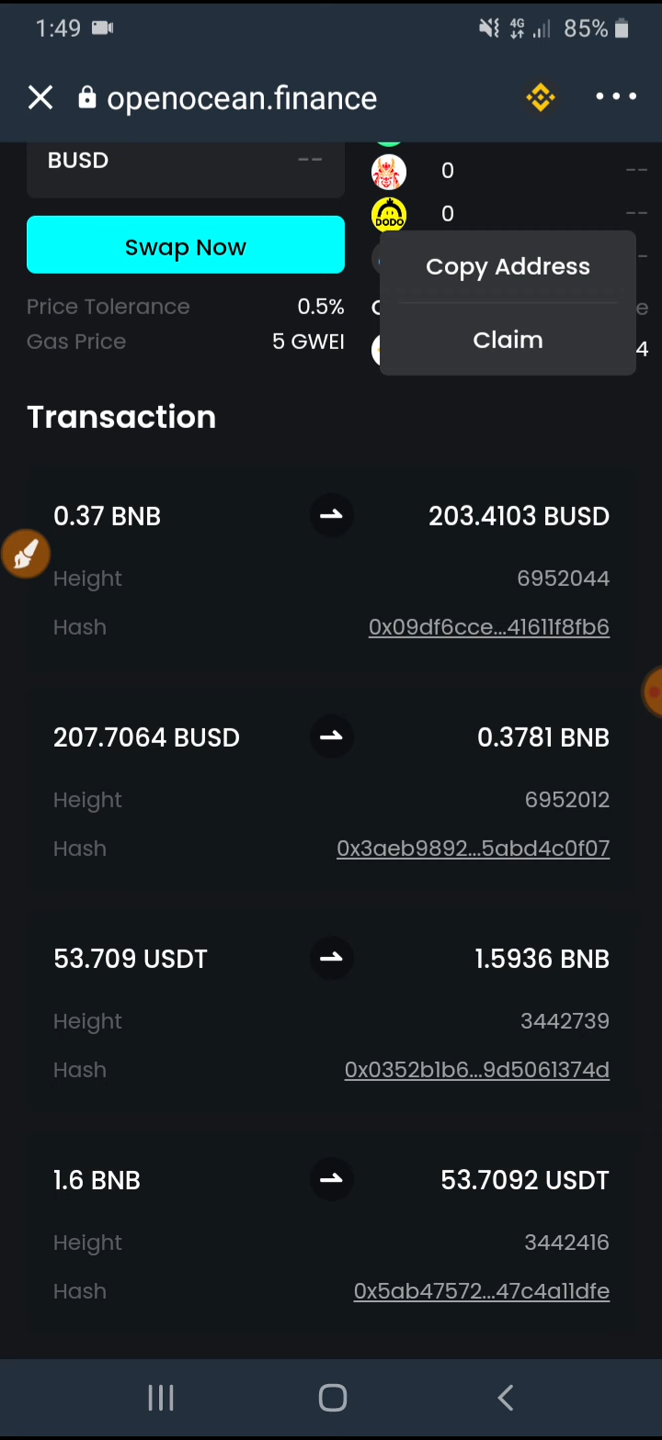 1:49 4G 85%
openocean.finance
BUSD --
0 --
DODO 0 --
Swap Now
Copy Address
Claim
Price Tolerance 0.5%
Gas Price 5 GWEI 4
Transaction
0.37 BNB 203.4103 BUSD
Height 6952044
Hash 0x09df6cce...41611f8fb6
207.7064 BUSD 0.3781 BNB
Height 6952012
Hash 0x3aeb9892...5abd4c0f07
53.709 USDT 1.5936 BNB
Height 3442739
Hash 0x0352b1b6...9d5061374d
1.6 BNB 53.7092 USDT
Height 3442416
Hash 0x5ab47572...47c4a11dfe